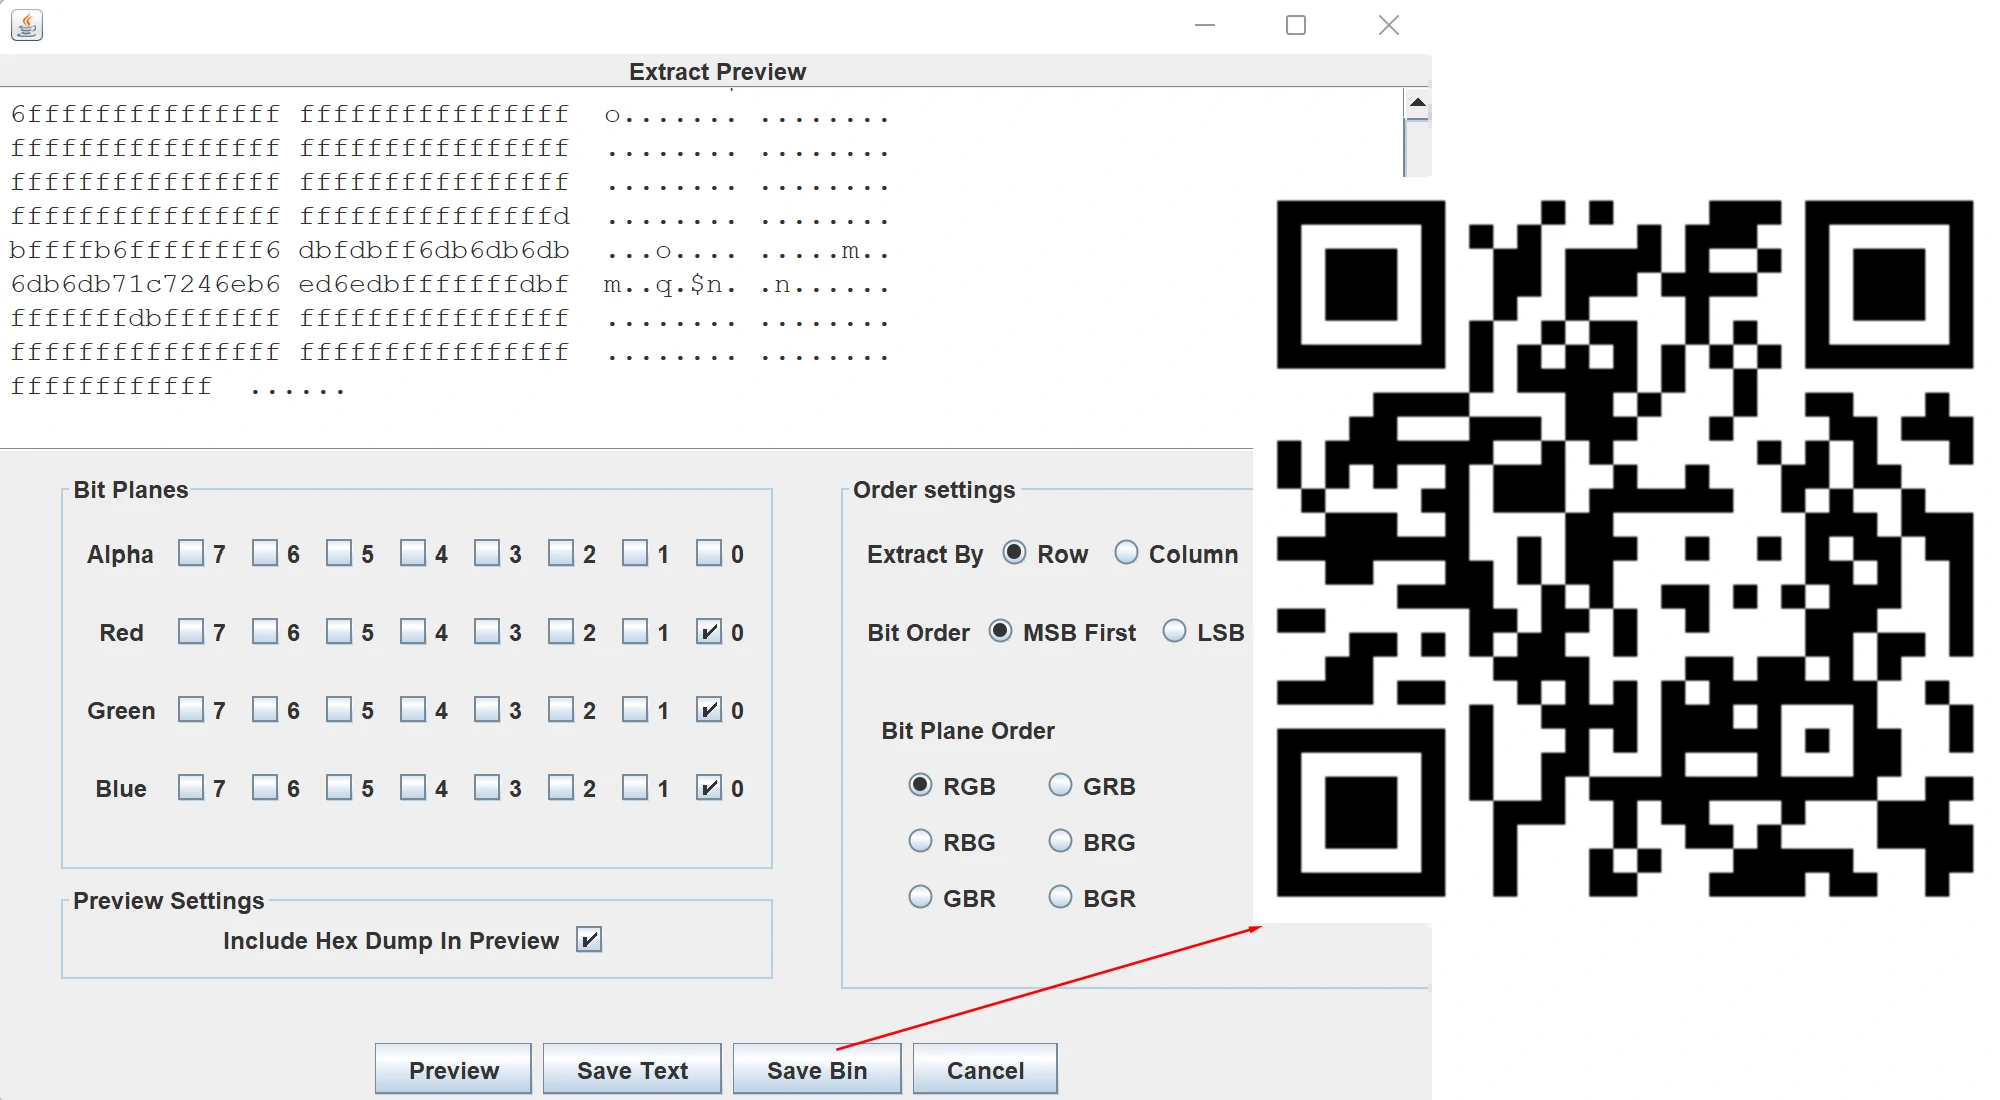 Extract Preview
6fffffffffffffff ffffffffffffffff o....... ........
ffffffffffffffff ffffffffffffffff ........ ........
ffffffffffffffff ffffffffffffffff ........ ........
ffffffffffffffff fffffffffffffffd ........ ........
bffffb6ffffffff6 dbfdbff6db6db6db ...o.... .....m..
6db6db71c7246eb6 ed6edbfffffffdbf m..q.$n. .n......
fffffffdbfffffff ffffffffffffffff ........ ........
ffffffffffffffff ffffffffffffffff ........ ........
ffffffffffff ......
Bit Planes
Alpha 7 6 5 4 3 2 1 0
Red 7 6 5 4 3 2 1 0
Green 7 6 5 4 3 2 1 0
Blue 7 6 5 4 3 2 1 0
Preview Settings
Include Hex Dump In Preview
Order settings
Extract By Row Column
Bit Order MSB First LSB
Bit Plane Order
RGB GRB
RBG BRG
GBR BGR
Preview Save Text Save Bin Cancel